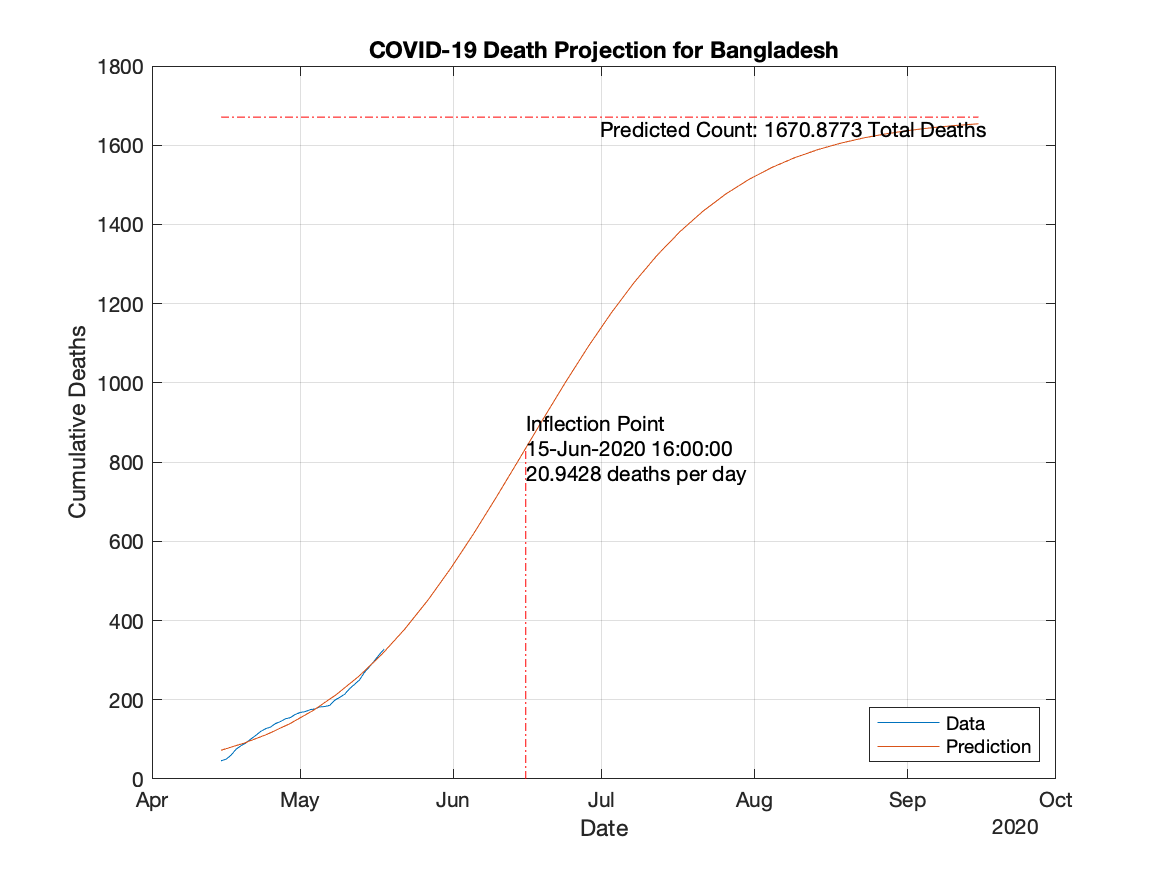 COVID-19 Death Projection for Bangladesh
1800
1600
1400
1200
1000
800
600
400
200
0
Cumulative Deaths
Predicted Count: 1670.8773 Total Deaths
Inflection Point
15-Jun-2020 16:00:00
20.9428 deaths per day
Data
Prediction
Apr May Jun Jul Aug Sep Oct
Date
2020